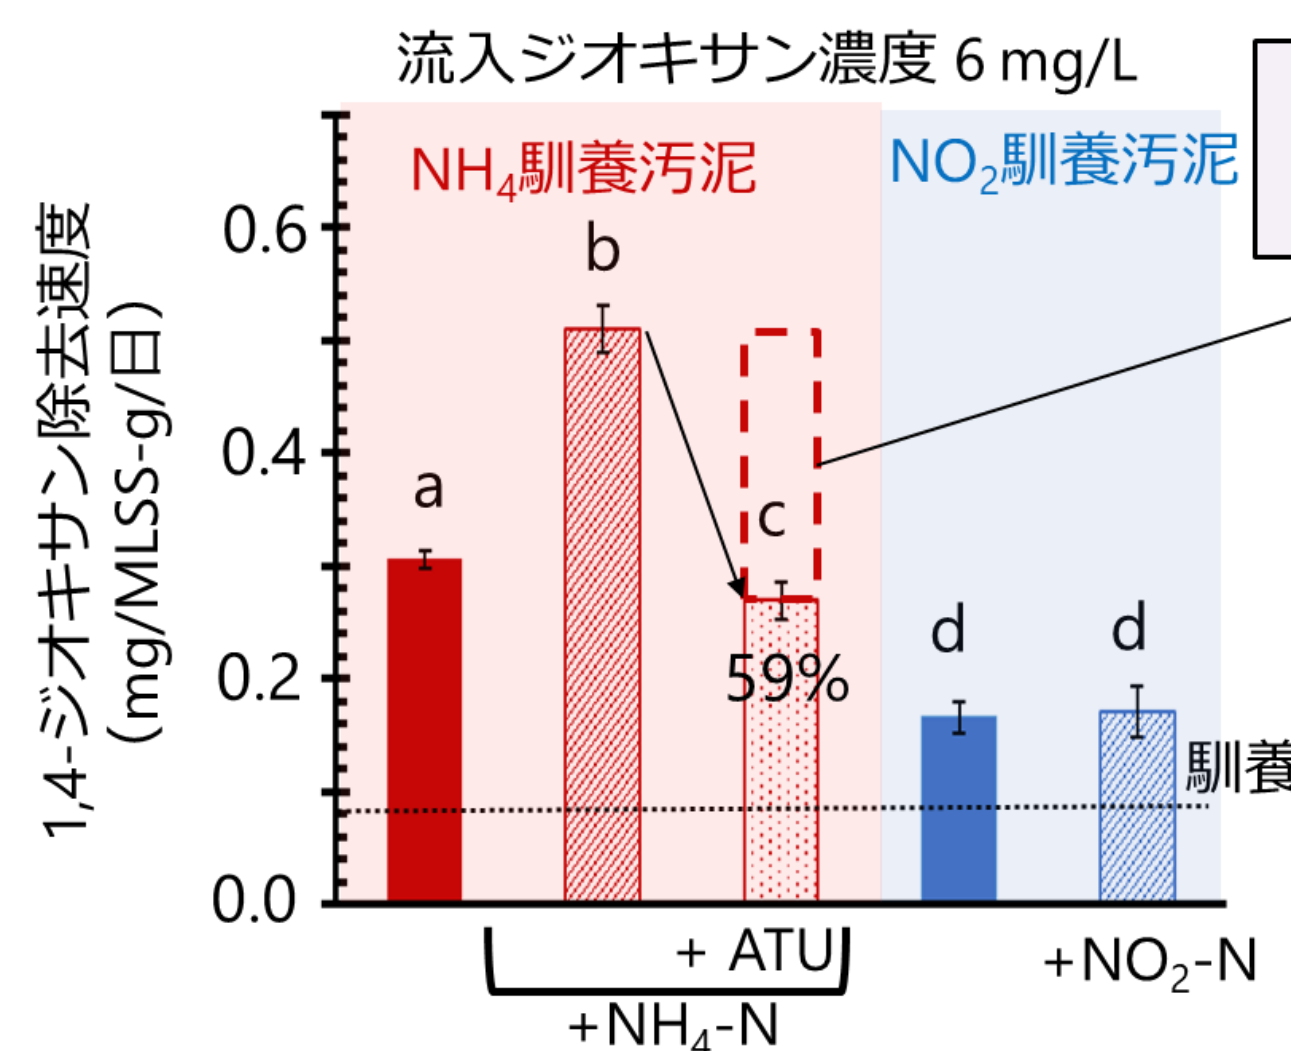 流入ジオキサン濃度 6 mg/L
NH₄馴養汚泥
NO₂馴養汚泥
1,4-ジオキサン除去速度
(mg/MLSS-g/日)
0.6
0.4
0.2
0.0
a
b
c
d
d
59%
馴養
+ ATU
+NH₄-N
+NO₂-N